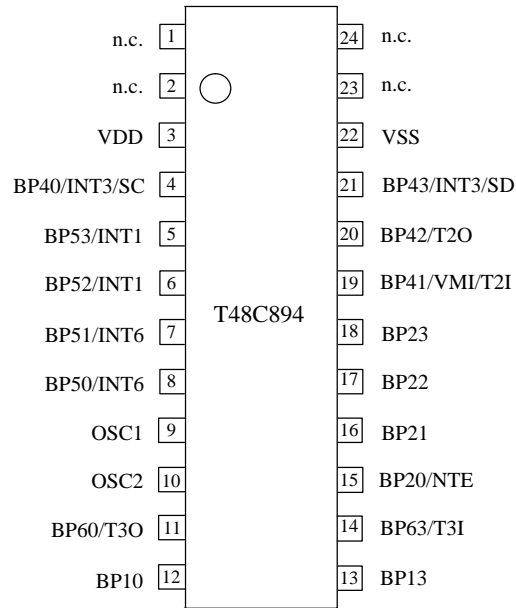 n.c. 1 24 n.c.
n.c. 2 23 n.c.
VDD 3 22 VSS
BP40/INT3/SC 4 21 BP43/INT3/SD
BP53/INT1 5 20 BP42/T2O
BP52/INT1 6 19 BP41/VMI/T2I
T48C894
BP51/INT6 7 18 BP23
BP50/INT6 8 17 BP22
OSC1 9 16 BP21
OSC2 10 15 BP20/NTE
BP60/T3O 11 14 BP63/T3I
BP10 12 13 BP13